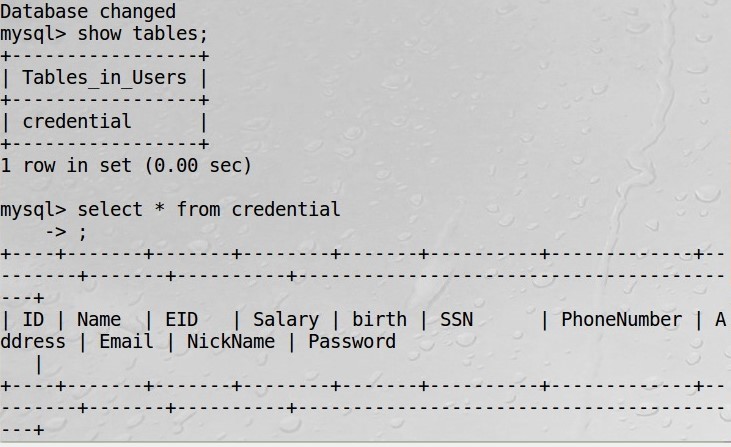 Database changed
mysql> show tables;
+-----------------+
| Tables_in_Users |
+-----------------+
| credential      |
+-----------------+
1 row in set (0.00 sec)

mysql> select * from credential
    -> ;
+----+-------+-------+--------+-------+----------+-------------+--
-------+-------+----------+---------------------------------------
---+
| ID | Name  | EID   | Salary | birth | SSN      | PhoneNumber | A
ddress | Email | NickName | Password
   |
+----+-------+-------+--------+-------+----------+-------------+--
-------+-------+----------+---------------------------------------
---+